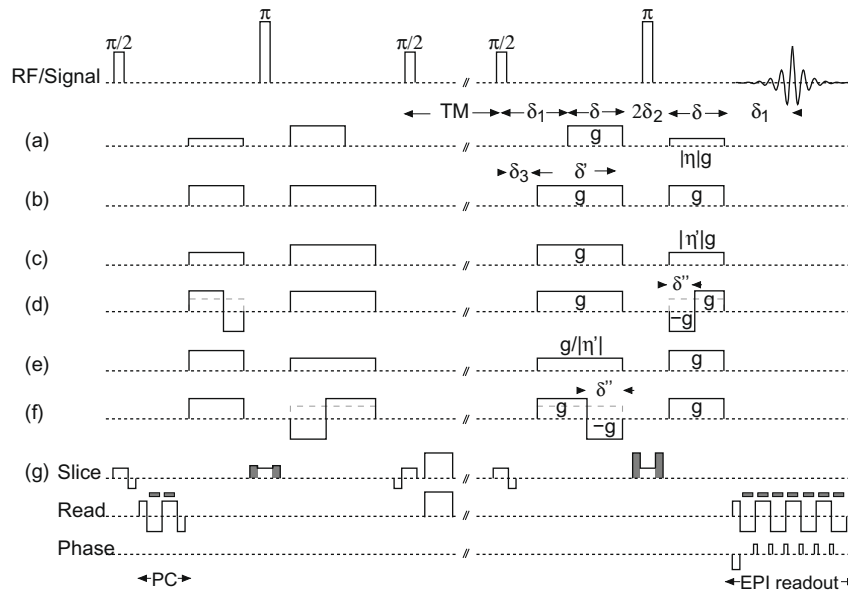 π/2 π π/2 π/2 π
RF/Signal
TM δ₁ δ 2δ₂ δ δ₁
(a) g |η|g
δ₃ δ'
(b) g g
|η'|g
(c) g
δ''
(d) g −g g
g/|η'|
(e) g
δ''
(f) g −g g
(g) Slice
Read
Phase
PC EPI readout